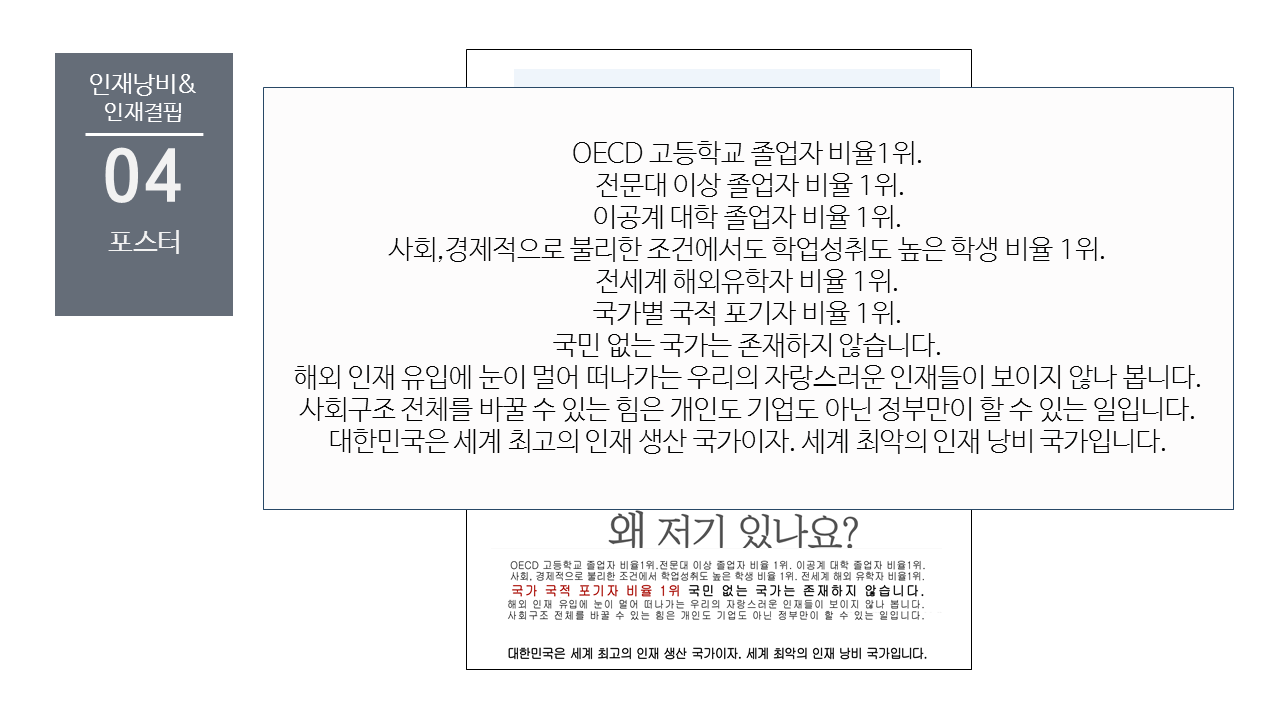 인재낭비&
인재결핍
04
포스터
OECD 고등학교 졸업자 비율1위.
전문대 이상 졸업자 비율 1위.
이공계 대학 졸업자 비율 1위.
사회,경제적으로 불리한 조건에서도 학업성취도 높은 학생 비율 1위.
전세계 해외유학자 비율 1위.
국가별 국적 포기자 비율 1위.
국민 없는 국가는 존재하지 않습니다.
해외 인재 유입에 눈이 멀어 떠나가는 우리의 자랑스러운 인재들이 보이지 않나 봅니다.
사회구조 전체를 바꿀 수 있는 힘은 개인도 기업도 아닌 정부만이 할 수 있는 일입니다.
대한민국은 세계 최고의 인재 생산 국가이자. 세계 최악의 인재 낭비 국가입니다.
왜 저기 있나요?
OECD 고등학교 졸업자 비율1위.전문대 이상 졸업자 비율 1위. 이공계 대학 졸업자 비율 1위.
사회, 경제적으로 불리한 조건에서 학업성취도 높은 학생 비율 1위. 전세계 해외 유학자 비율1위.
국가 국적 포기자 비율 1위 국민 없는 국가는 존재하지 않습니다.
해외 인재 유입에 눈이 멀어 떠나가는 우리의 자랑스러운 인재들이 보이지 않나 봅니다.
사회구조 전체를 바꿀 수 있는 힘은 개인도 기업도 아닌 정부만이 할 수 있는 일입니다.
대한민국은 세계 최고의 인재 생산 국가이자. 세계 최악의 인재 낭비 국가입니다.